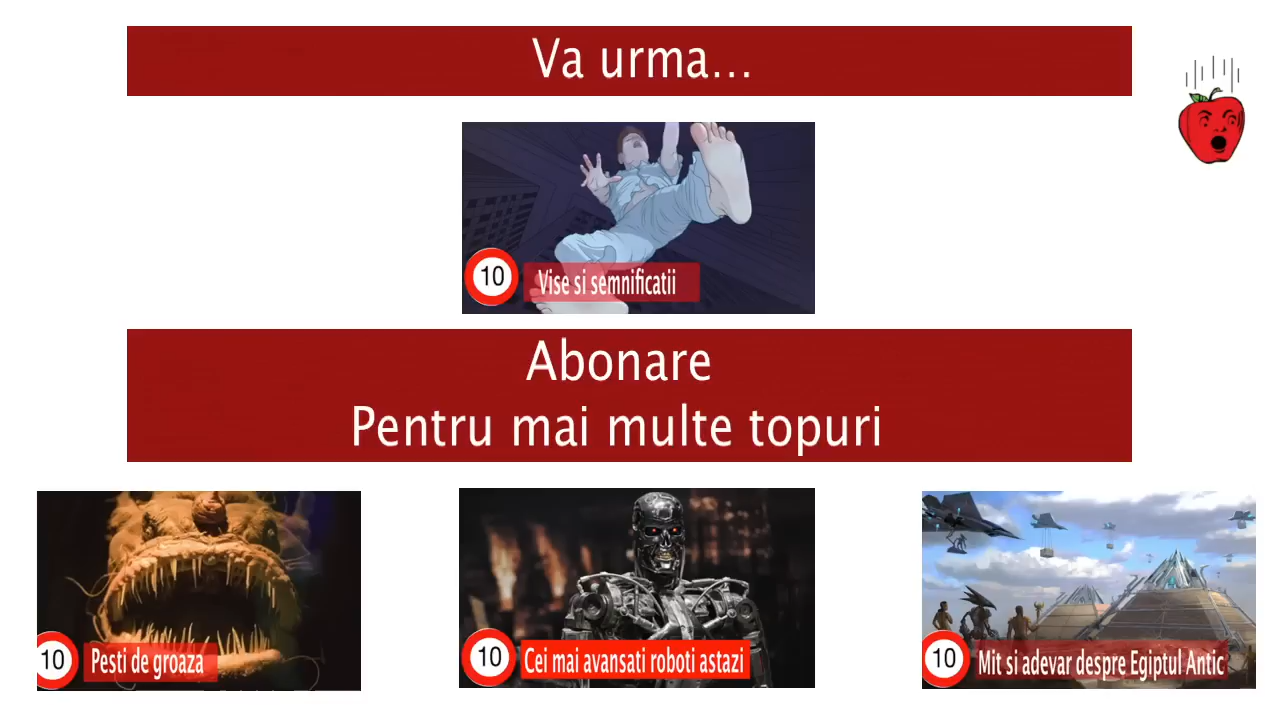 Va urma...
10 Vise si semnificatii
Abonare
Pentru mai multe topuri
10 Pesti de groaza
10 Cei mai avansati roboti astazi
10 Mit si adevar despre Egiptul Antic